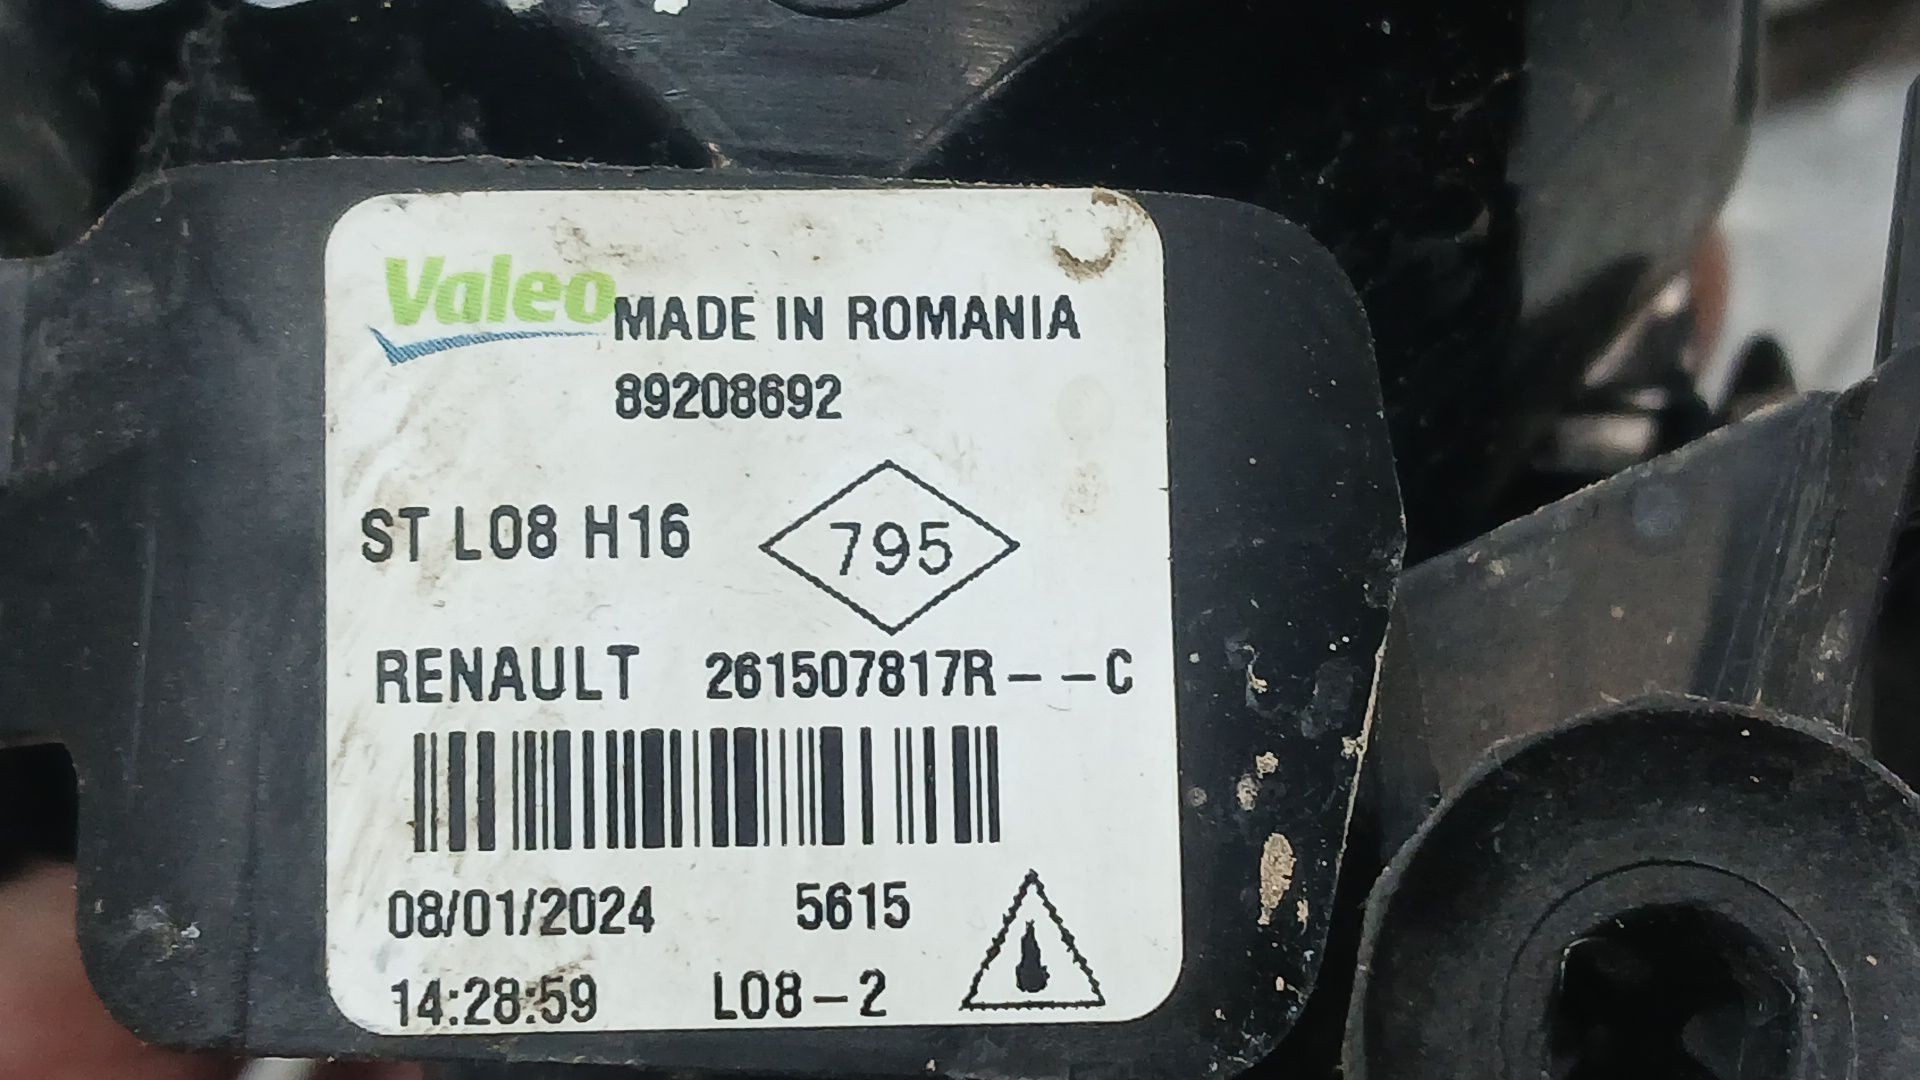 Valeo MADE IN ROMANIA
89208692
ST L08 H16 795
RENAULT 261507817R--C
08/01/2024 5615
14:28:59 L08-2